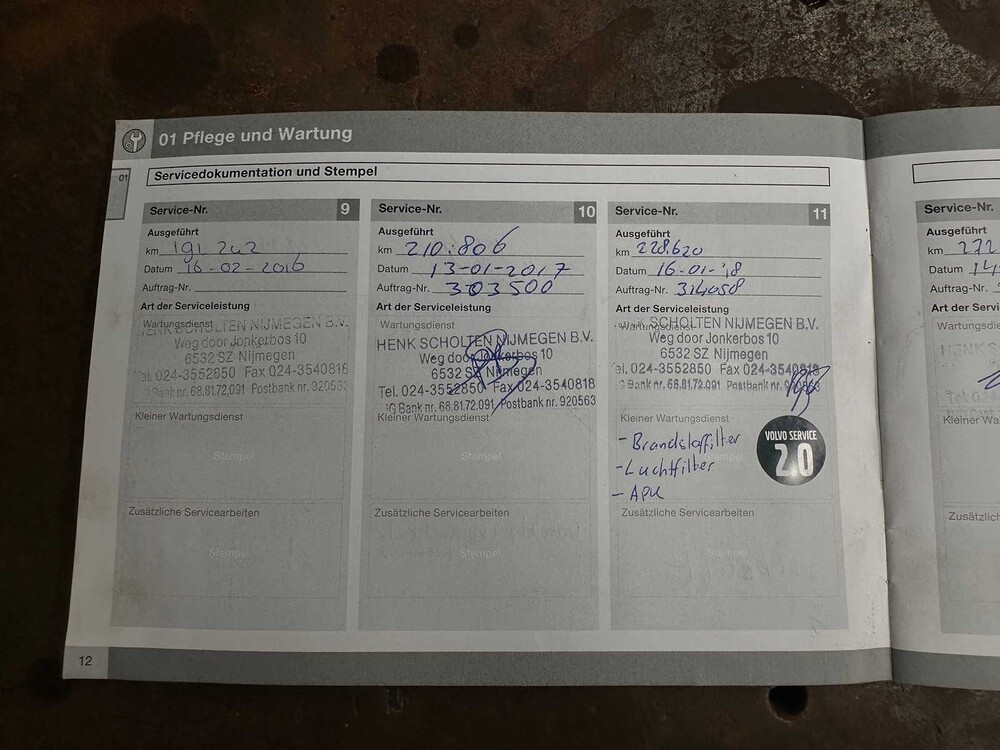 01 Pflege und Wartung
01
Servicedokumentation und Stempel
Service-Nr. 9
Ausgeführt
km 191.242
Datum 16-02-2016
Auftrag-Nr.
Art der Serviceleistung
Wartungsdienst
HENK SCHOLTEN NIJMEGEN B.V.
Weg door Jonkerbos 10
6532 SZ Nijmegen
Tel. 024-3552850 Fax 024-3540818
Bank nr. 68.81.72.091 Postbank nr. 920563
Kleiner Wartungsdienst
Stempel
Zusätzliche Servicearbeiten
Stempel
Service-Nr. 10
Ausgeführt
km 210.806
Datum 13-01-2017
Auftrag-Nr. 303500
Art der Serviceleistung
Wartungsdienst
HENK SCHOLTEN NIJMEGEN B.V.
Weg door Jonkerbos 10
6532 SZ Nijmegen
Tel. 024-3552850 Fax 024-3540818
Bank nr. 68.81.72.091 Postbank nr. 920563
Kleiner Wartungsdienst
Stempel
Zusätzliche Servicearbeiten
Stempel
Service-Nr. 11
Ausgeführt
km 228.620
Datum 16-01-'18
Auftrag-Nr. 314058
Art der Serviceleistung
Wartungsdienst
SCHOLTEN NIJMEGEN B.V.
Weg door Jonkerbos 10
6532 SZ Nijmegen
Tel. 024-3552850 Fax 024-3540818
Bank nr. 68.81.72.091 Postbank nr. 920563
Kleiner Wartungsdienst
- Brandstoffilter
- Luchtfilter
- APK
VOLVO SERVICE
2.0
Zusätzliche Servicearbeiten
Stempel
12
Service-Nr.
Ausgeführt
km 272
Datum 14
Auftrag-Nr.
Art der Servi
Wartungsdienst
HENK S
Tel. 024
Kleiner Wa
Zusätzlich